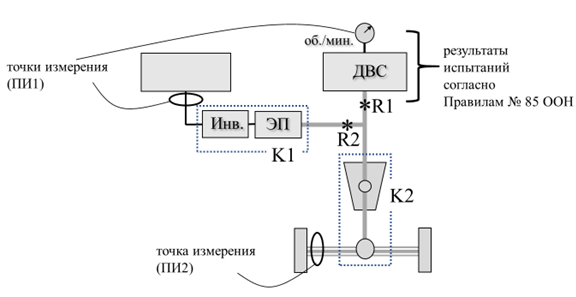 об./мин.
результаты
испытаний
согласно
Правилам № 85 ООН
точки измерения
(ПИ1)
ДВС
*R1
Инв.
ЭП
*
R2
K1
K2
точка измерения
(ПИ2)